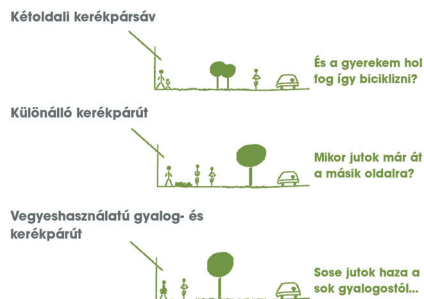 Kétoldali kerékpársáv
És a gyerekem hol
fog így biciklizni?
Különálló kerékpárút
Mikor jutok már át
a másik oldalra?
Vegyeshasználatú gyalog- és
kerékpárút
Sose jutok haza a
sok gyalogostól...